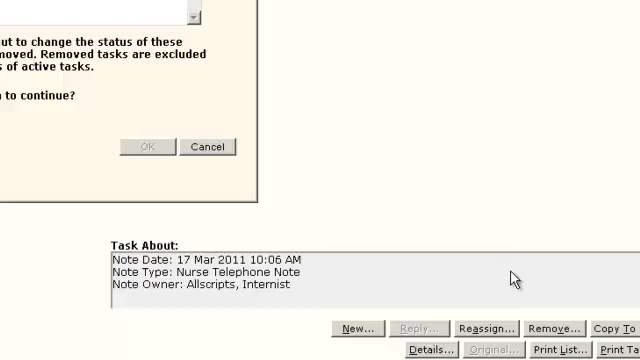 ut to change the status of these
moved. Removed tasks are excluded
s of active tasks.
to continue?
OK Cancel
Task About:
Note Date: 17 Mar 2011 10:06 AM
Note Type: Nurse Telephone Note
Note Owner: Allscripts, Internist
New... Reply... Reassign... Remove... Copy To
Details... Original... Print List... Print Ta